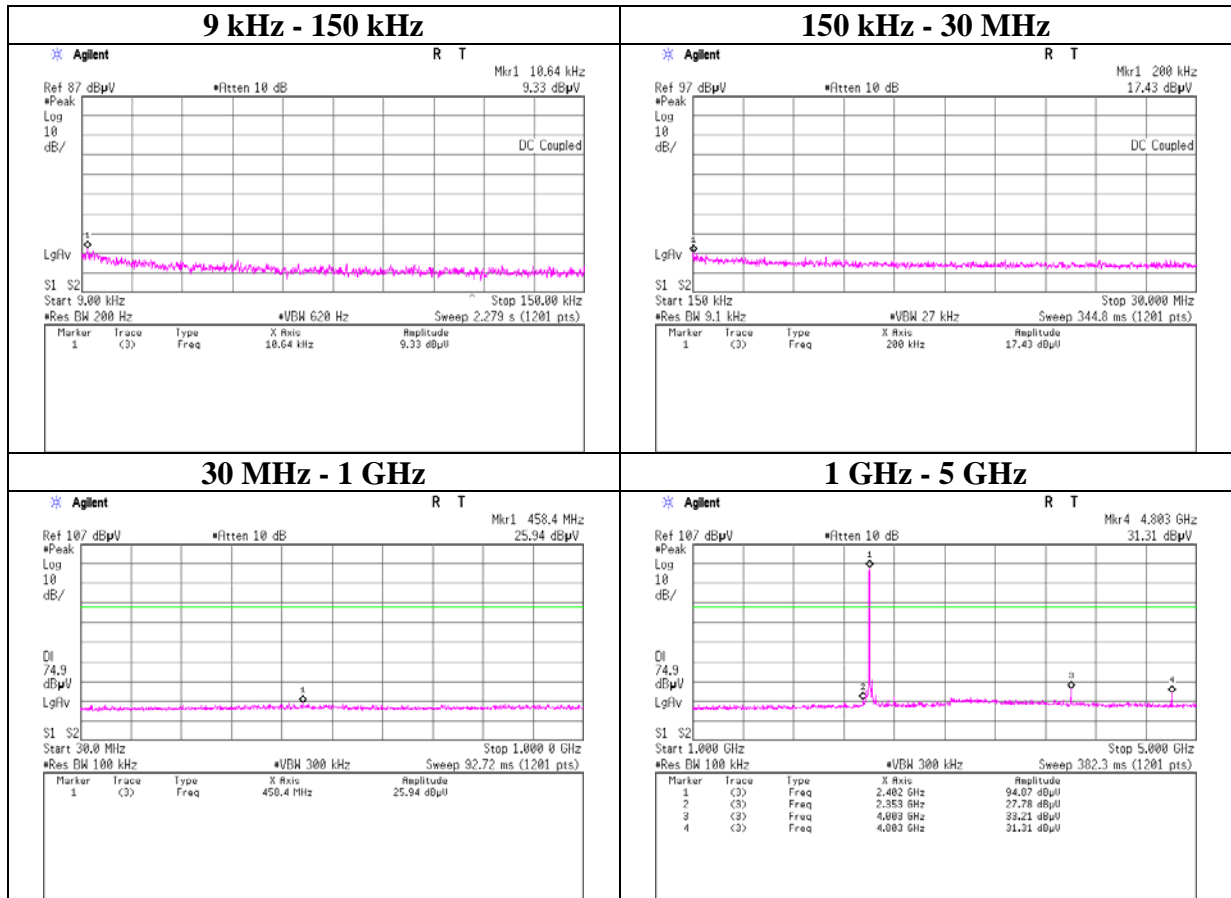 9 kHz - 150 kHz
Agilent R T
Mkr1 10.64 kHz
Ref 87 dBµV #Atten 10 dB 9.33 dBµV
#Peak
Log
10
dB/
DC Coupled
1
LgAv
S1 S2
Start 9.00 kHz ^ Stop 150.00 kHz
#Res BW 200 Hz #VBW 620 Hz Sweep 2.279 s (1201 pts)
Marker Trace Type X Axis Amplitude
1 (3) Freq 10.64 kHz 9.33 dBµV
150 kHz - 30 MHz
Agilent R T
Mkr1 200 kHz
Ref 97 dBµV #Atten 10 dB 17.43 dBµV
#Peak
Log
10
dB/
DC Coupled
1
LgAv
S1 S2
Start 150 kHz Stop 30.000 MHz
#Res BW 9.1 kHz #VBW 27 kHz Sweep 344.8 ms (1201 pts)
Marker Trace Type X Axis Amplitude
1 (3) Freq 200 kHz 17.43 dBµV
30 MHz - 1 GHz
Agilent R T
Mkr1 458.4 MHz
Ref 107 dBµV #Atten 10 dB 25.94 dBµV
#Peak
Log
10
dB/
DI
74.9
dBµV
1
LgAv
S1 S2
Start 30.0 MHz Stop 1.000 0 GHz
#Res BW 100 kHz #VBW 300 kHz Sweep 92.72 ms (1201 pts)
Marker Trace Type X Axis Amplitude
1 (3) Freq 458.4 MHz 25.94 dBµV
1 GHz - 5 GHz
Agilent R T
Mkr4 4.803 GHz
Ref 107 dBµV #Atten 10 dB 31.31 dBµV
#Peak
1
Log
10
dB/
DI
74.9
dBµV
2 3 4
LgAv
S1 S2
Start 1.000 GHz Stop 5.000 GHz
#Res BW 100 kHz #VBW 300 kHz Sweep 382.3 ms (1201 pts)
Marker Trace Type X Axis Amplitude
1 (3) Freq 2.402 GHz 94.87 dBµV
2 (3) Freq 2.353 GHz 27.78 dBµV
3 (3) Freq 4.003 GHz 33.21 dBµV
4 (3) Freq 4.803 GHz 31.31 dBµV